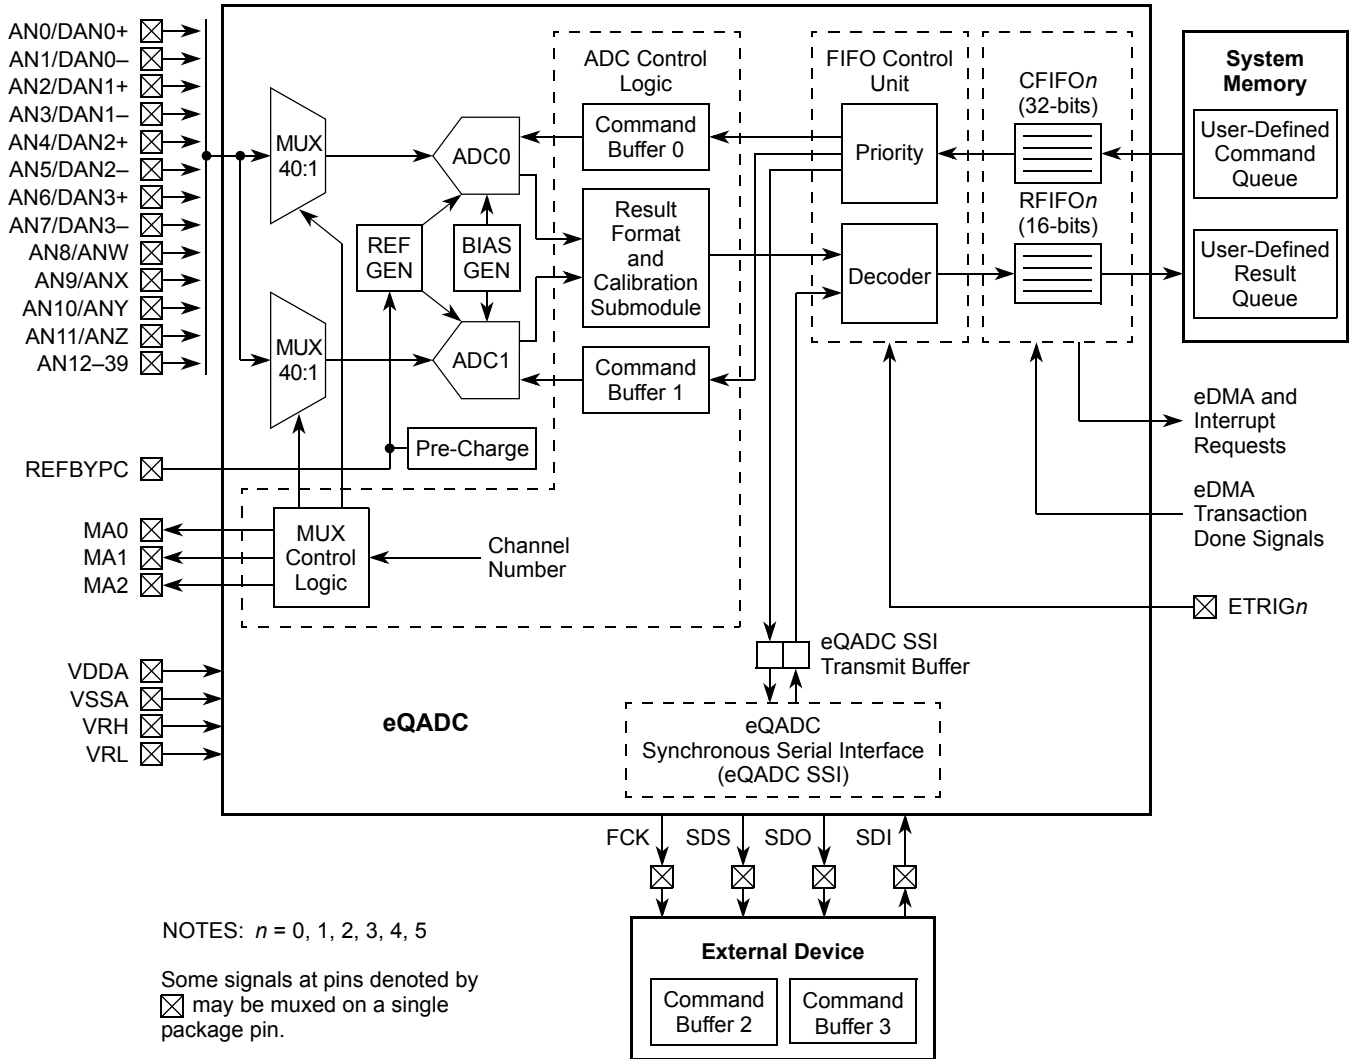 AN0/DAN0+
AN1/DAN0–
AN2/DAN1+
AN3/DAN1–
AN4/DAN2+
AN5/DAN2–
AN6/DAN3+
AN7/DAN3–
AN8/ANW
AN9/ANX
AN10/ANY
AN11/ANZ
AN12–39
REFBYPC
MA0
MA1
MA2
VDDA
VSSA
VRH
VRL
MUX
40:1
MUX
40:1
ADC0
REF
GEN
BIAS
GEN
ADC1
Pre-Charge
MUX
Control
Logic
Channel
Number
ADC Control
Logic
Command
Buffer 0
Result
Format
and
Calibration
Submodule
Command
Buffer 1
FIFO Control
Unit
Priority
Decoder
CFIFOn
(32-bits)
RFIFOn
(16-bits)
System
Memory
User-Defined
Command
Queue
User-Defined
Result
Queue
eDMA and
Interrupt
Requests
eDMA
Transaction
Done Signals
ETRIGn
eQADC SSI
Transmit Buffer
eQADC
eQADC
Synchronous Serial Interface
(eQADC SSI)
FCK
SDS
SDO
SDI
External Device
Command
Buffer 2
Command
Buffer 3
NOTES: n = 0, 1, 2, 3, 4, 5
Some signals at pins denoted by
may be muxed on a single
package pin.